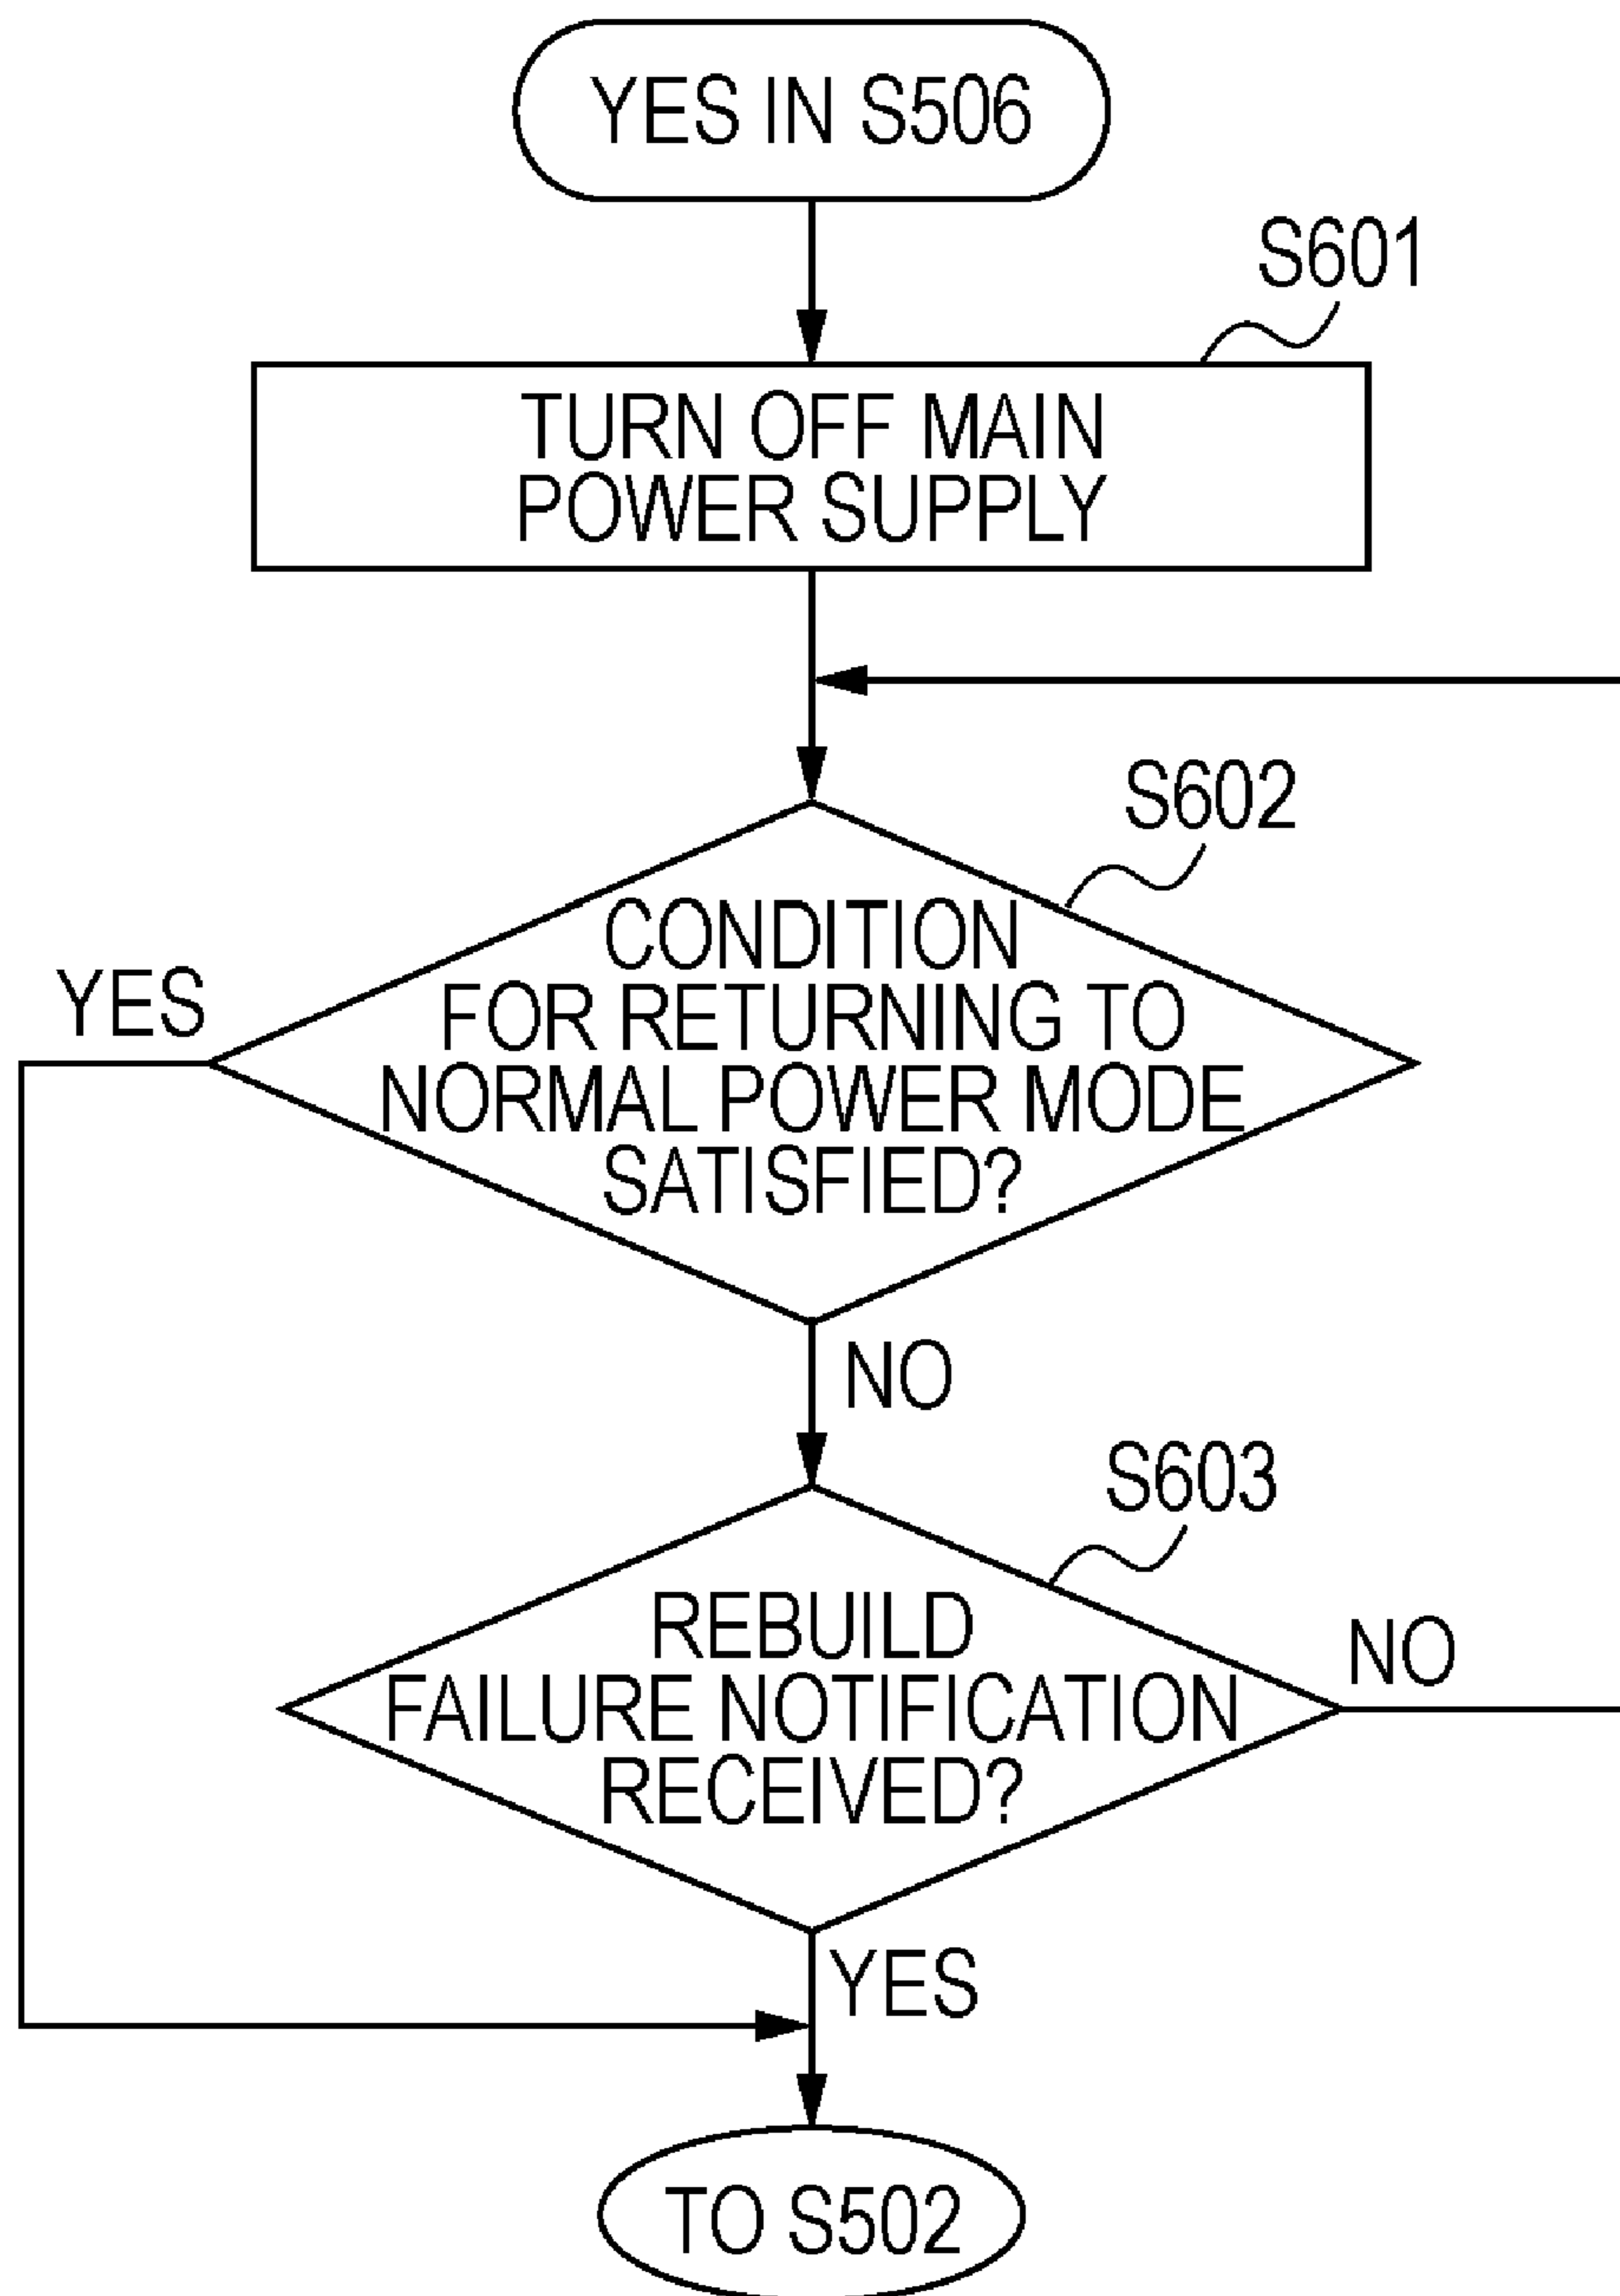 YES IN S506
S601
TURN OFF MAIN
POWER SUPPLY
S602
CONDITION
FOR RETURNING TO
NORMAL POWER MODE
SATISFIED?
YES
NO
S603
REBUILD
FAILURE NOTIFICATION
RECEIVED?
NO
YES
TO S502